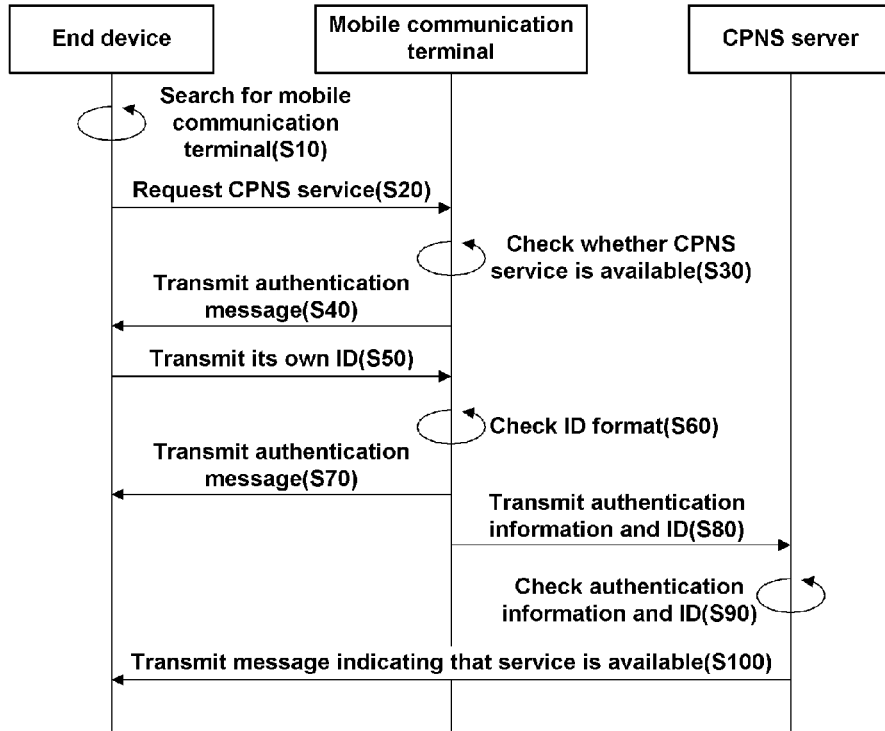 End device
Mobile communication
terminal
CPNS server
Search for mobile
communication
terminal(S10)
Request CPNS service(S20)
Check whether CPNS
service is available(S30)
Transmit authentication
message(S40)
Transmit its own ID(S50)
Check ID format(S60)
Transmit authentication
message(S70)
Transmit authentication
information and ID(S80)
Check authentication
information and ID(S90)
Transmit message indicating that service is available(S100)